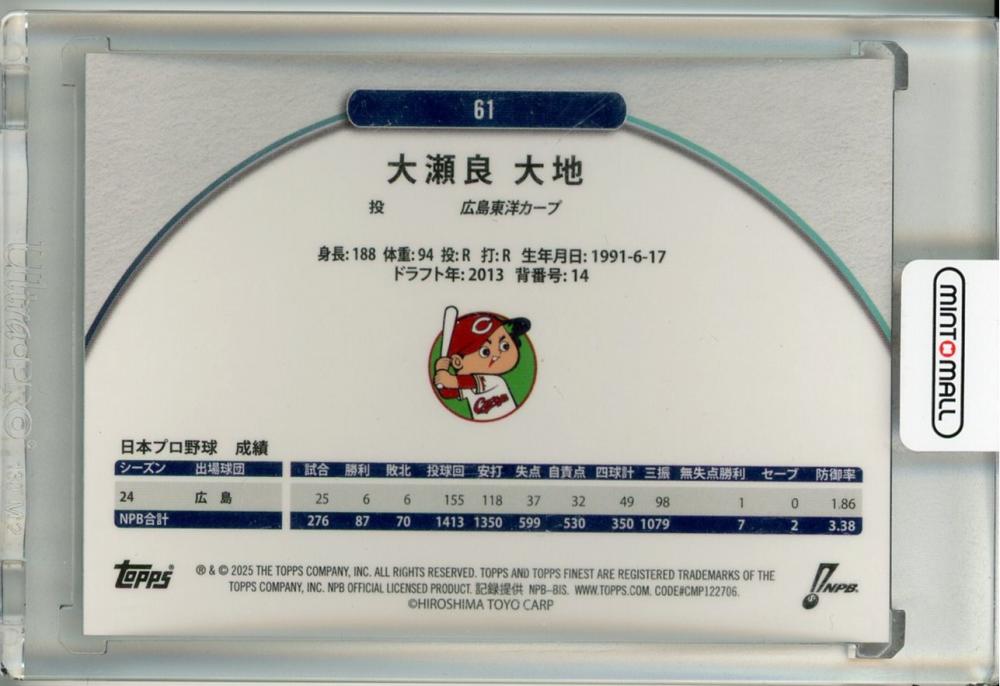 61
大瀬良 大地
投 広島東洋カープ
身長: 188 体重: 94 投: R 打: R 生年月日: 1991-6-17
ドラフト年: 2013 背番号: 14
C
Carp
日本プロ野球 成績
シーズン 出場球団 試合 勝利 敗北 投球回 安打 失点 自責点 四球計 三振 無失点勝利 セーブ 防御率
24 広 島 25 6 6 155 118 37 32 49 98 1 0 1.86
NPB合計 276 87 70 1413 1350 599 530 350 1079 7 2 3.38
topps®
® & © 2025 THE TOPPS COMPANY, INC. ALL RIGHTS RESERVED. TOPPS AND TOPPS FINEST ARE REGISTERED TRADEMARKS OF THE
TOPPS COMPANY, INC. NPB OFFICIAL LICENSED PRODUCT. 記録提供 NPB-BIS. WWW.TOPPS.COM. CODE#CMP122706.
©HIROSHIMA TOYO CARP
NPB.
MINT MALL
Ultra PRO